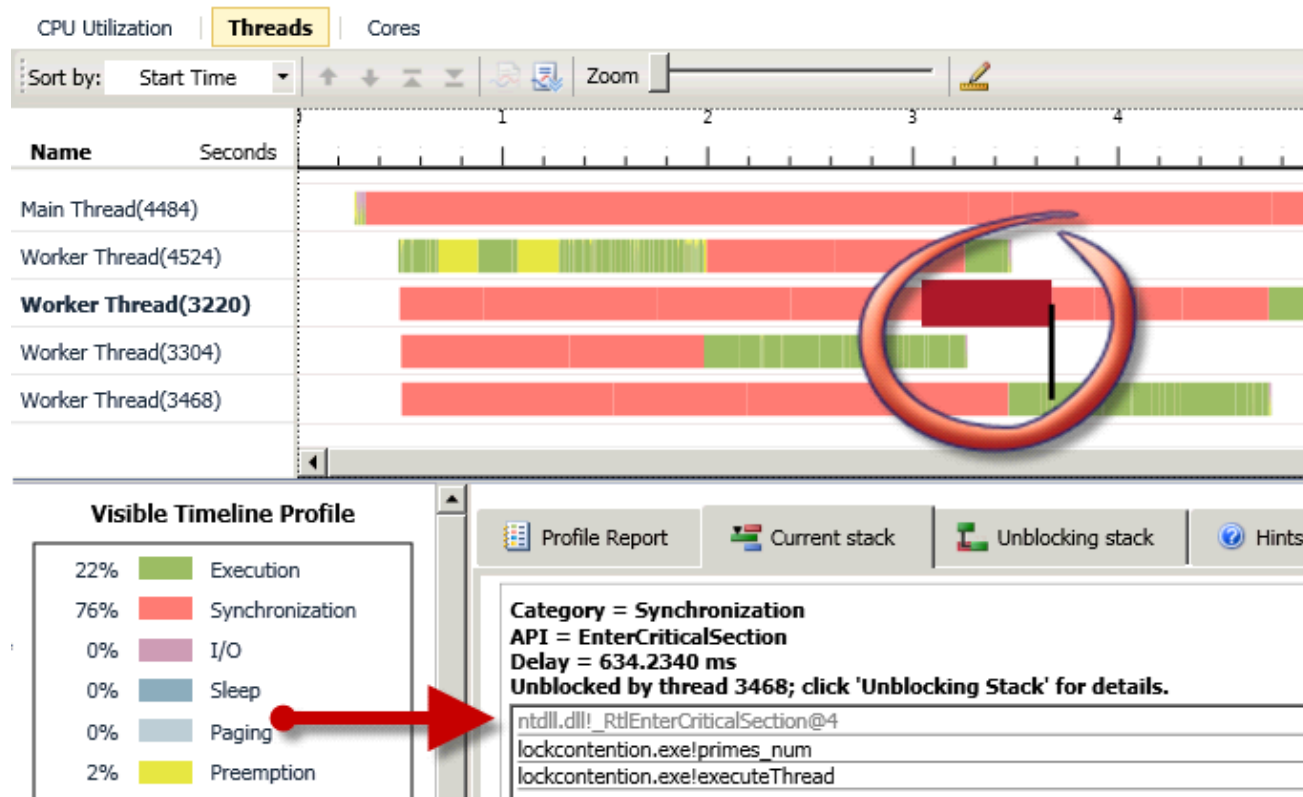 CPU Utilization Threads Cores
Sort by: Start Time Zoom
1 2 3 4
Name Seconds
Main Thread(4484)
Worker Thread(4524)
Worker Thread(3220)
Worker Thread(3304)
Worker Thread(3468)
Visible Timeline Profile
22% Execution
76% Synchronization
0% I/O
0% Sleep
0% Paging
2% Preemption
Profile Report Current stack Unblocking stack Hints
Category = Synchronization
API = EnterCriticalSection
Delay = 634.2340 ms
Unblocked by thread 3468; click 'Unblocking Stack' for details.
ntdll.dll!_RtlEnterCriticalSection@4
lockcontention.exe!primes_num
lockcontention.exe!executeThread